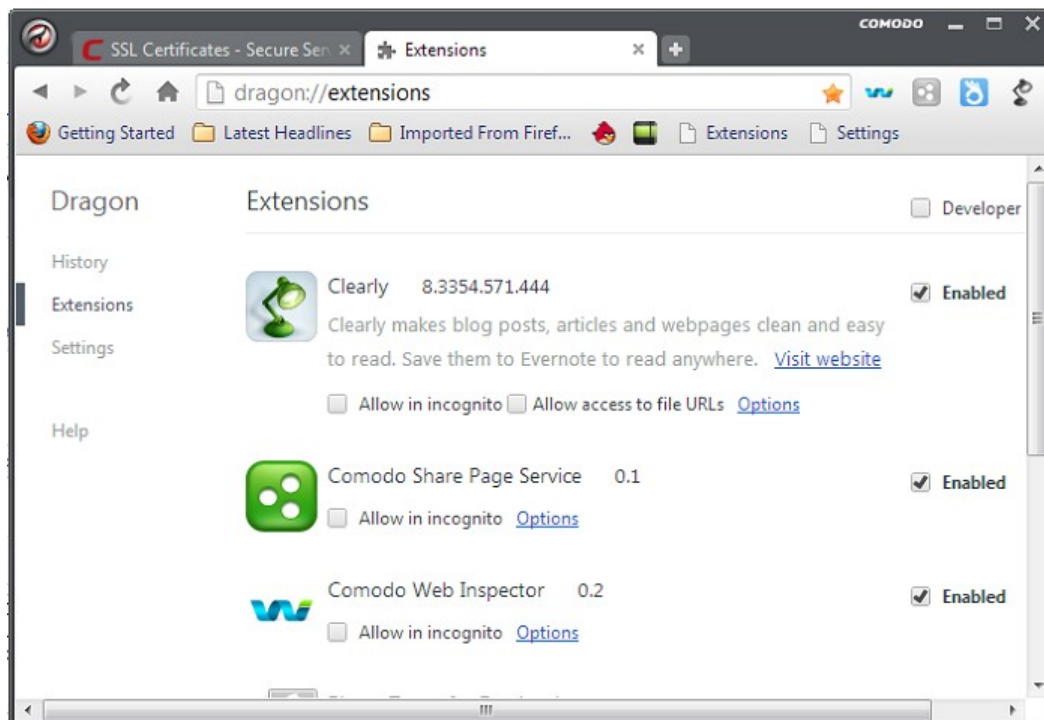 COMODO
SSL Certificates - Secure Ser
Extensions
dragon://extensions
Getting Started Latest Headlines Imported From Firef... Extensions Settings
Dragon
Extensions
Developer
History
Extensions
Settings
Help
Clearly 8.3354.571.444
Enabled
Clearly makes blog posts, articles and webpages clean and easy
to read. Save them to Evernote to read anywhere. Visit website
Allow in incognito Allow access to file URLs Options
Comodo Share Page Service 0.1
Enabled
Allow in incognito Options
Comodo Web Inspector 0.2
Enabled
Allow in incognito Options